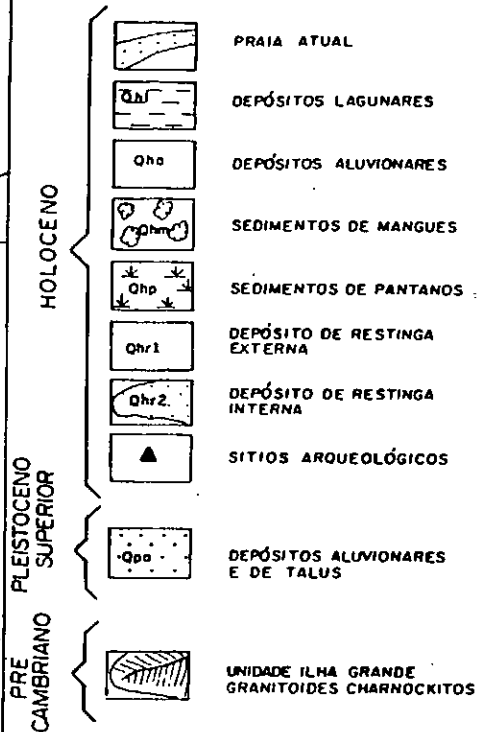 HOLOCENO
PRAIA ATUAL
Qhl
DEPÓSITOS LAGUNARES
Qha
DEPÓSITOS ALUVIONARES
Qhm
SEDIMENTOS DE MANGUES
Qhp
SEDIMENTOS DE PANTANOS
Qhr1
DEPÓSITO DE RESTINGA
EXTERNA
Qhr2
DEPÓSITO DE RESTINGA
INTERNA
SITIOS ARQUEOLÓGICOS
PLEISTOCENO
SUPERIOR
Qpa
DEPÓSITOS ALUVIONARES
E DE TALUS
PRE
CAMBRIANO
UNIDADE ILHA GRANDE
GRANITOIDES CHARNOCKITOS